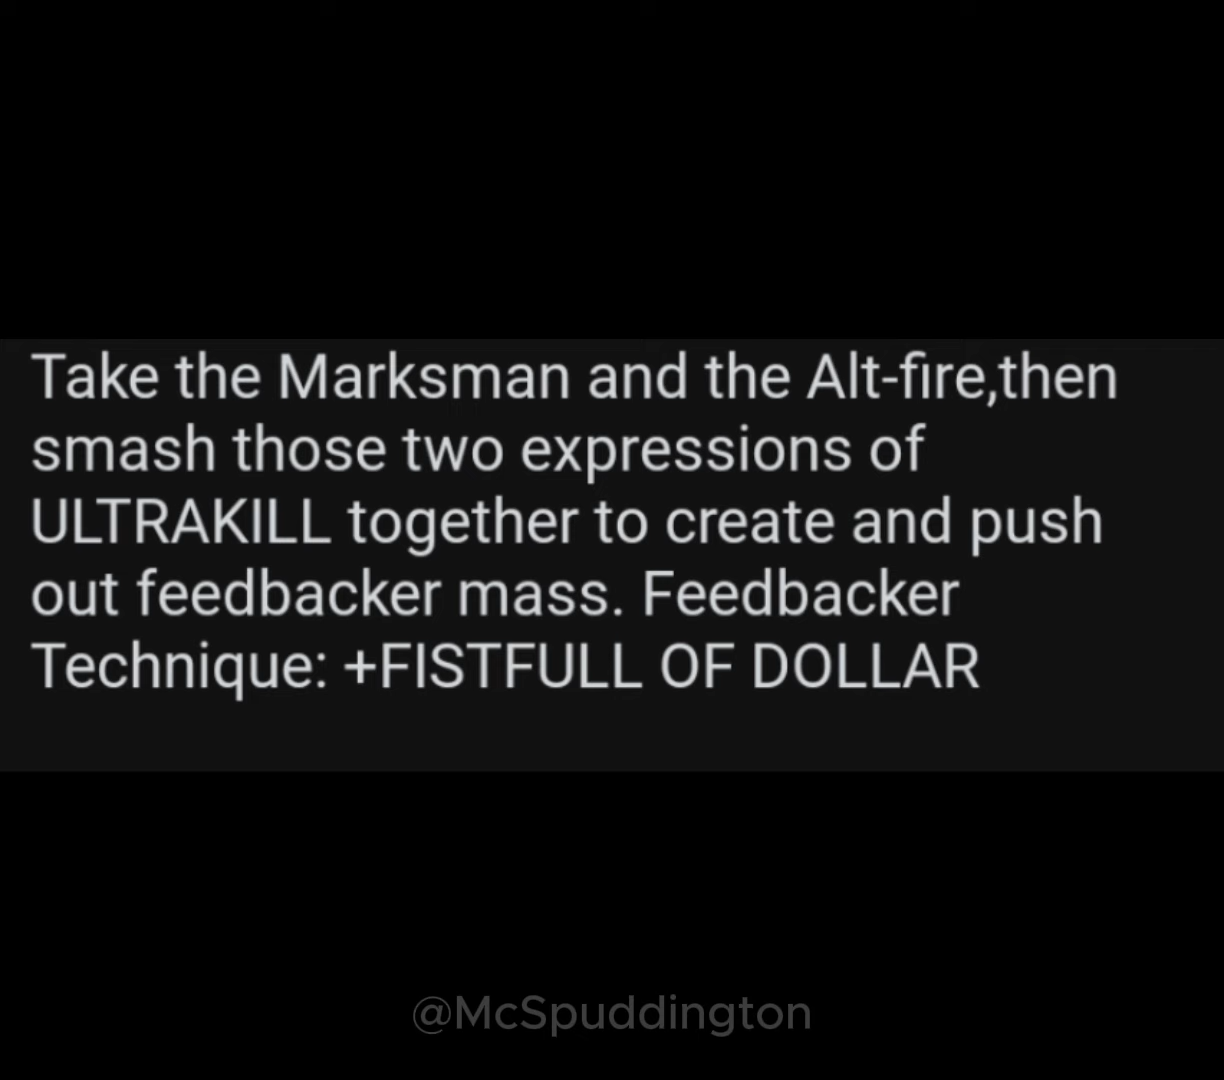 Take the Marksman and the Alt-fire,then
smash those two expressions of
ULTRAKILL together to create and push
out feedbacker mass. Feedbacker
Technique: +FISTFULL OF DOLLAR
@McSpuddington